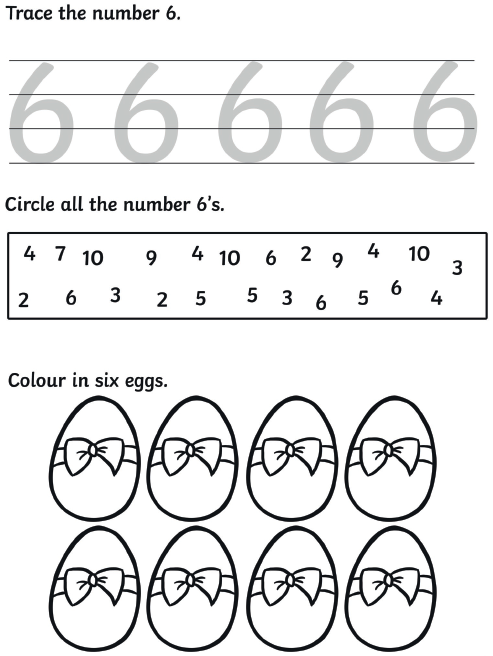 Trace the number 6.
6 6 6 6 6
Circle all the number 6's.
4 7 10 9 4 10 6 2 9 4 10 3
2 6 3 2 5 5 3 6 5 6 4
Colour in six eggs.